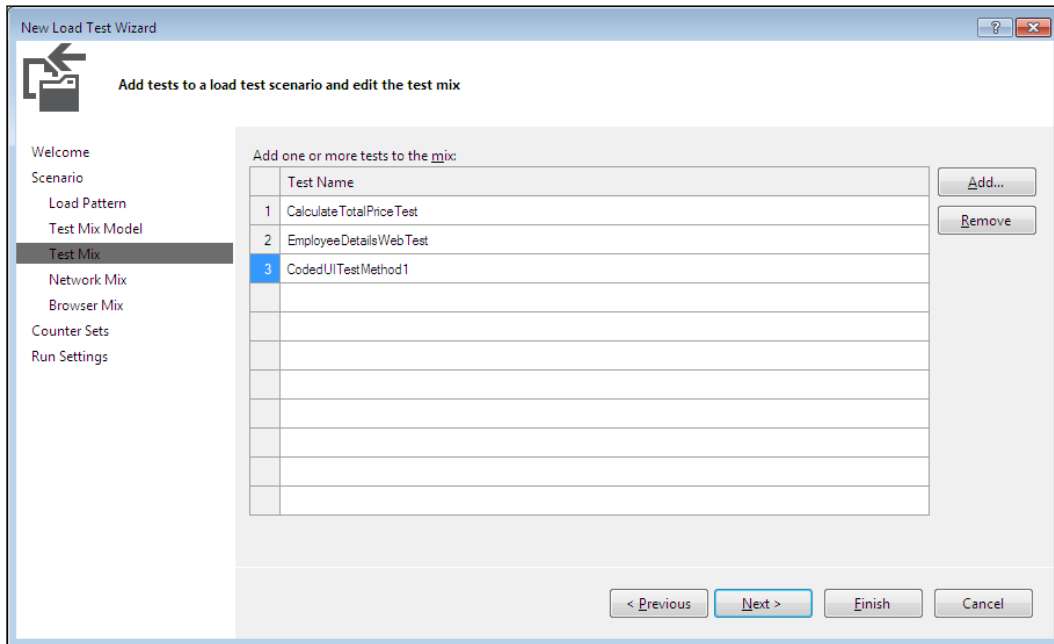 New Load Test Wizard
?
Add tests to a load test scenario and edit the test mix
Welcome
Scenario
Load Pattern
Test Mix Model
Test Mix
Network Mix
Browser Mix
Counter Sets
Run Settings
Add one or more tests to the mix:
Test Name
1 CalculateTotalPriceTest
2 EmployeeDetailsWebTest
3 CodedUITestMethod1
Add...
Remove
< Previous
Next >
Finish
Cancel